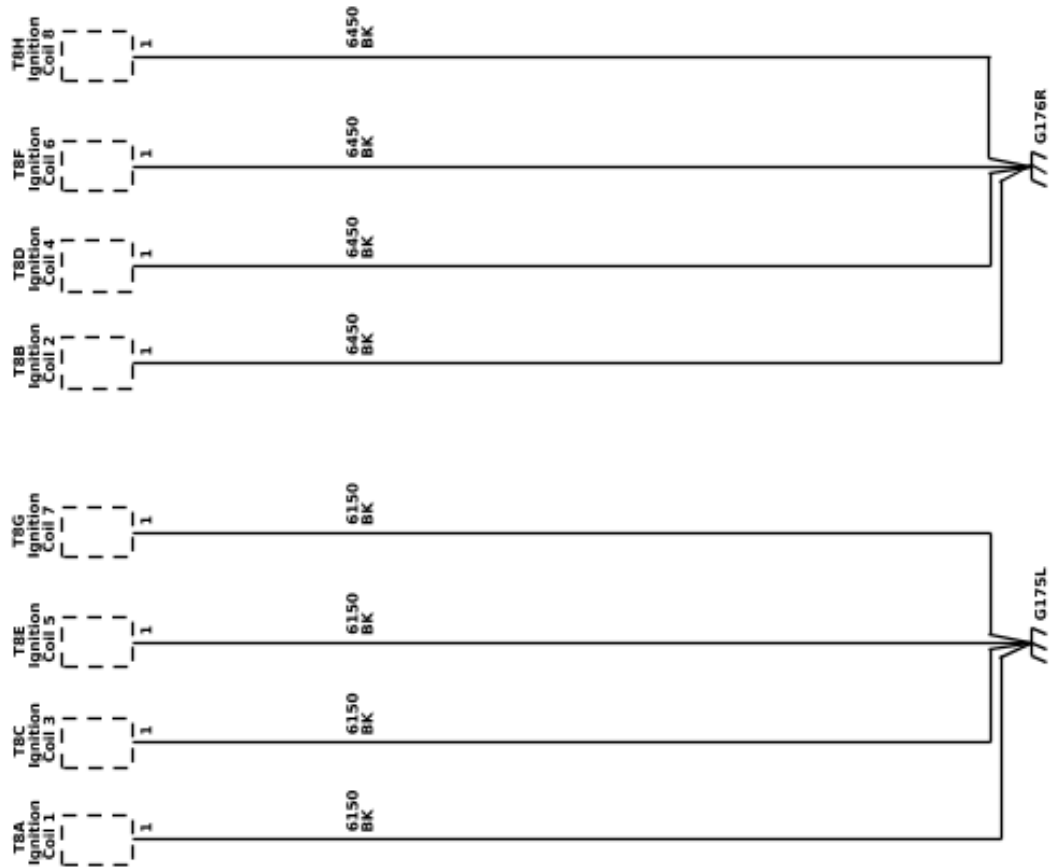 T8H
Ignition
Coil 8
1
6450
BK
T8F
Ignition
Coil 6
1
6450
BK
T8D
Ignition
Coil 4
1
6450
BK
T8B
Ignition
Coil 2
1
6450
BK
G176R
T8G
Ignition
Coil 7
1
6150
BK
T8E
Ignition
Coil 5
1
6150
BK
T8C
Ignition
Coil 3
1
6150
BK
T8A
Ignition
Coil 1
1
6150
BK
G175L